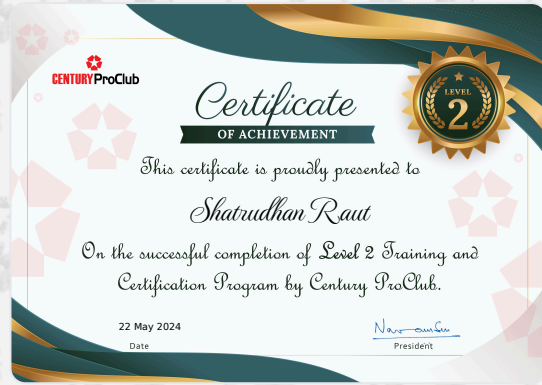 CENTURY ProClub
LEVEL
2
Certificate
OF ACHIEVEMENT
This certificate is proudly presented to
Shatrudhan Raut
On the successful completion of Level 2 Training and
Certification Program by Century ProClub.
22 May 2024
Date
President